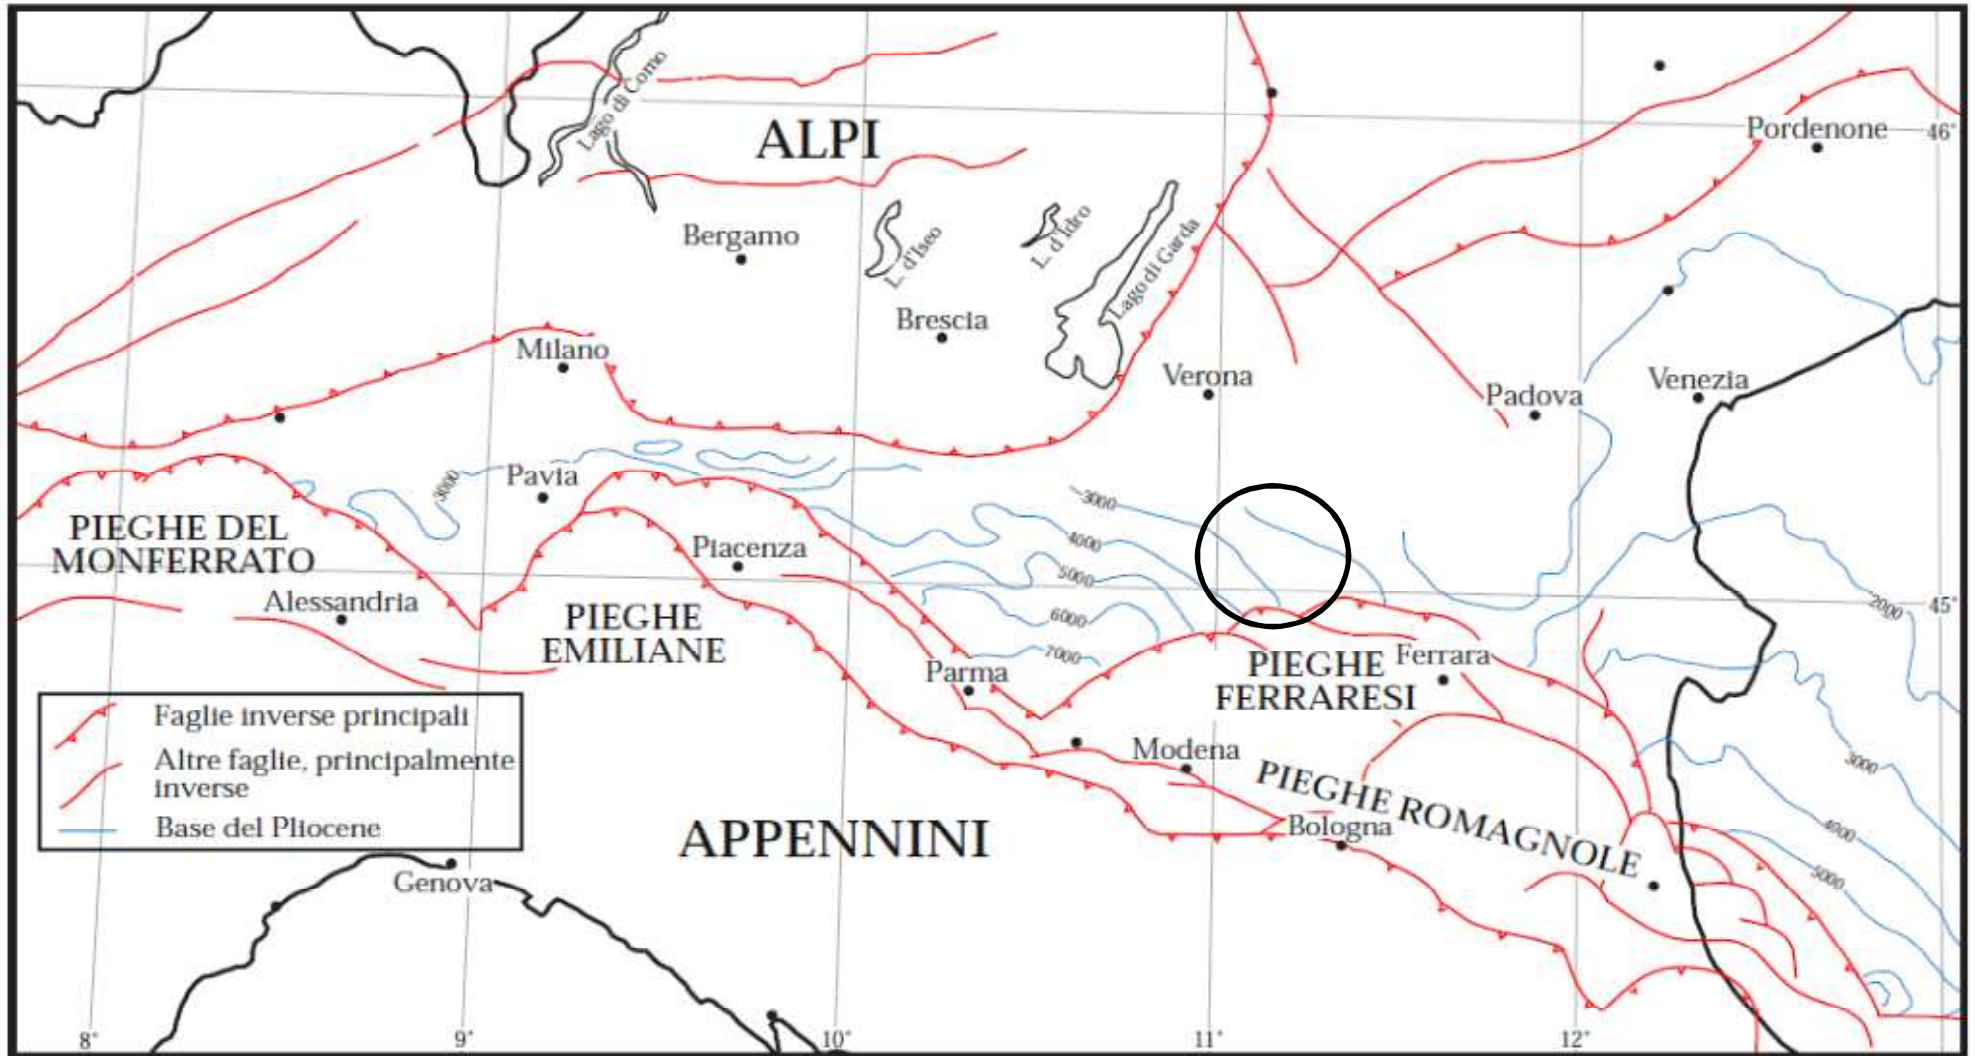 Lago di Como
ALPI
Pordenone
46°
Bergamo
L. d'Iseo
L. d'Idro
Lago di Garda
Brescia
Milano
Verona
Padova
Venezia
3000
Pavia
3000
PIEGHE DEL
MONFERRATO
Piacenza
4000
5000
Alessandria
PIEGHE
EMILIANE
6000
7000
2000
45°
Parma
PIEGHE
FERRARESI
Ferrara
Faglie inverse principali
Altre faglie, principalmente
inverse
Base del Pliocene
Modena
PIEGHE ROMAGNOLE
3000
APPENNINI
Bologna
4000
5000
Genova
8°
9°
10°
11°
12°